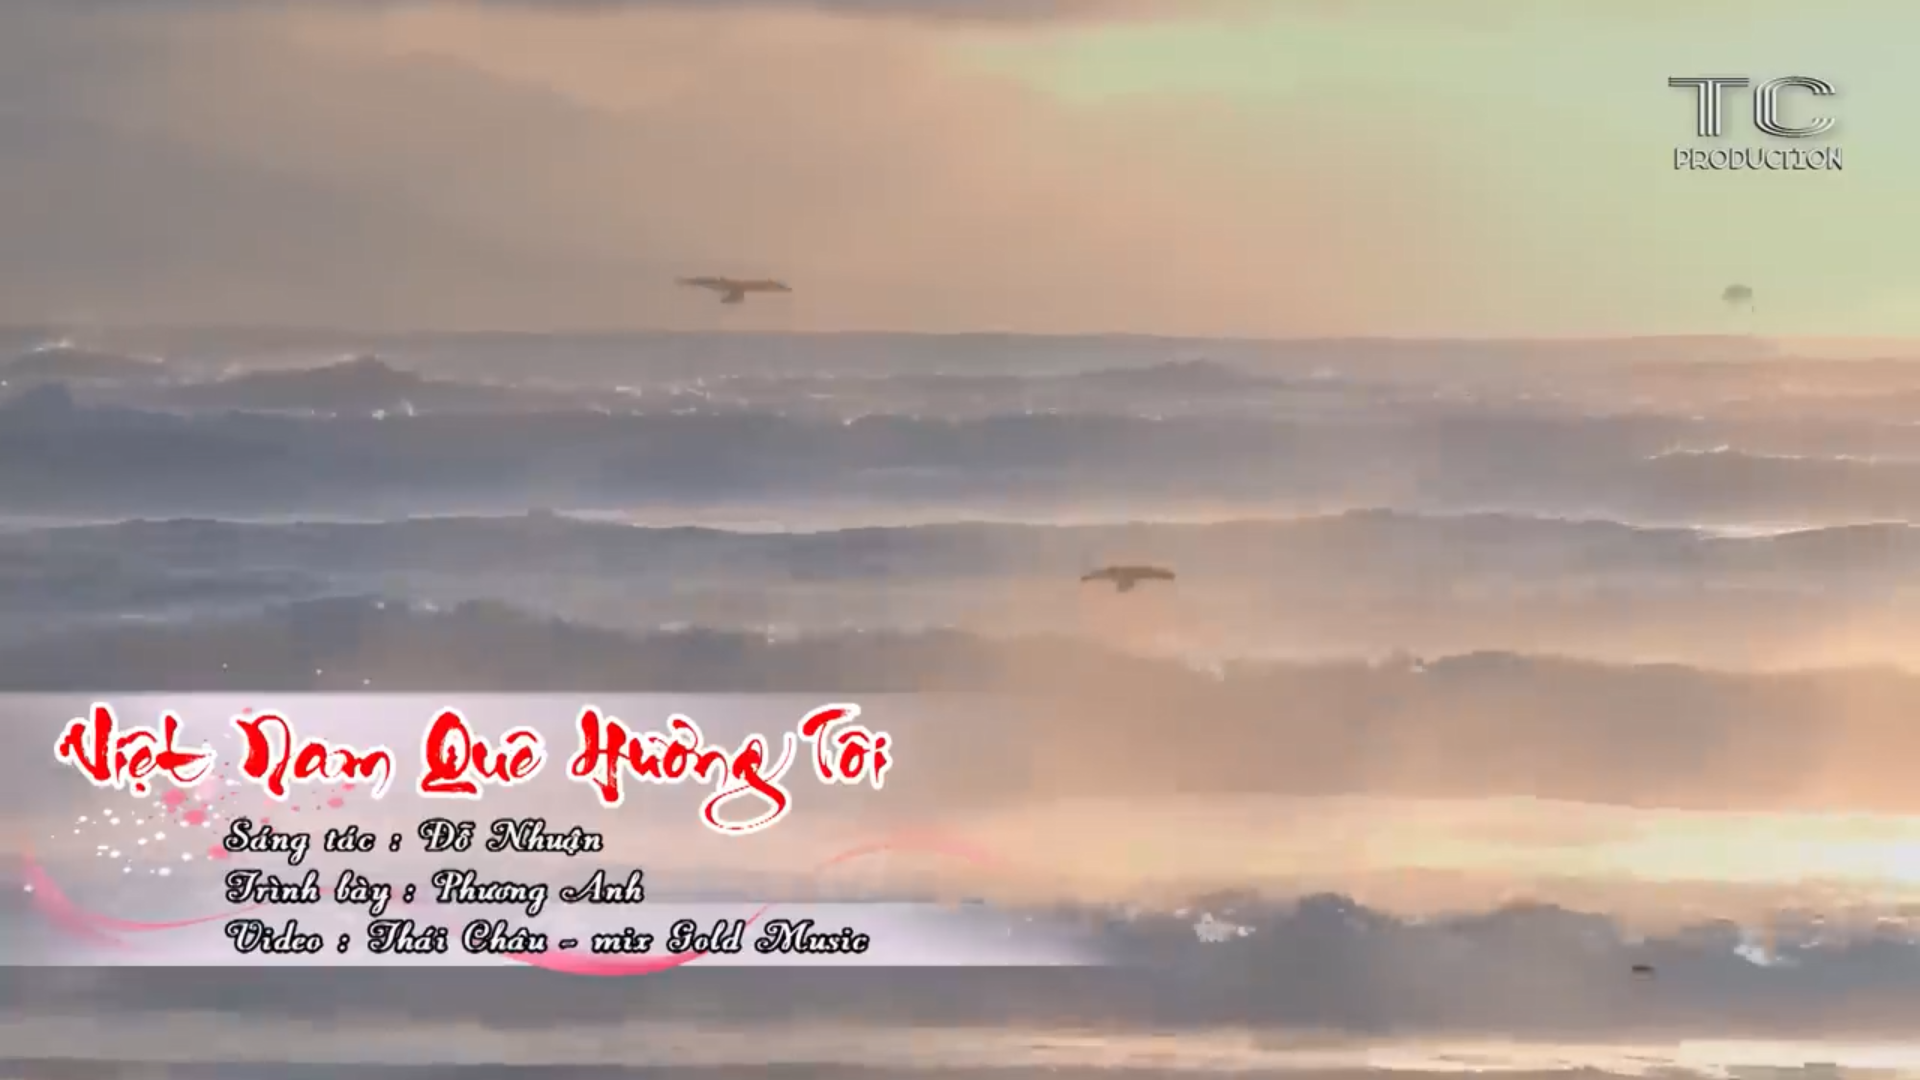 TC
PRODUCTION
Việt Nam Quê Hương Tôi
Sáng tác : Đỗ Nhuận
Trình bày : Phương Anh
Video : Thái Châu - mix Gold Music